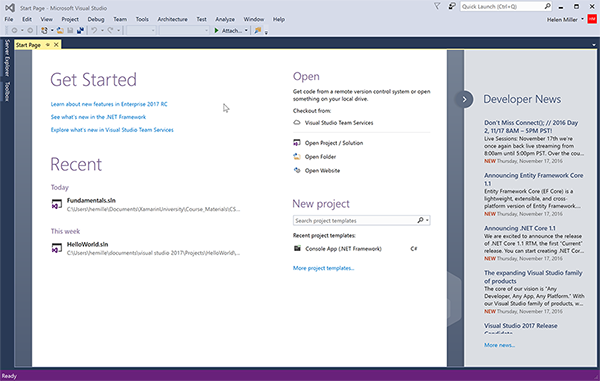 Start Page - Microsoft Visual Studio
Quick Launch (Ctrl+Q)
File Edit View Project Debug Team Tools Architecture Test Analyze Window Help
Helen Miller
HM
Attach...
Server Explorer
Toolbox
Start Page
Get Started
Learn about new features in Enterprise 2017 RC
See what's new in the .NET Framework
Explore what's new in Visual Studio Team Services
Recent
Today
Fundamentals.sln
C:\Users\hemille\Documents\XamarinUniversity\Course_Materials\CS...
This week
HelloWorld.sln
C:\Users\hemille\Documents\visual studio 2017\Projects\HelloWorld\...
Open
Get code from a remote version control system or open
something on your local drive.
Checkout from:
Visual Studio Team Services
Open Project / Solution
Open Folder
Open Website
New project
Search project templates
Recent project templates:
Console App (.NET Framework) C#
More project templates...
Developer News
Don't Miss Connect(); // 2016 Day
2, 11/17 8AM – 5PM PST!
Live Sessions: November 17th we're
once again back live streaming from
8:00am until 5:00pm PST. Over the cou...
NEW Thursday, November 17, 2016
Announcing Entity Framework Core
1.1
Entity Framework Core (EF Core) is a
lightweight, extensible, and cross-
platform version of Entity Framework...
NEW Thursday, November 17, 2016
Announcing .NET Core 1.1
We are excited to announce the release
of .NET Core 1.1 RTM, the first "Current"
release. You can start creating .NET Co...
NEW Thursday, November 17, 2016
The expanding Visual Studio family
of products
The core of our vision is "Any
Developer, Any App, Any Platform." With
our Visual Studio family of products, w...
NEW Thursday, November 17, 2016
Visual Studio 2017 Release
More news...
Ready